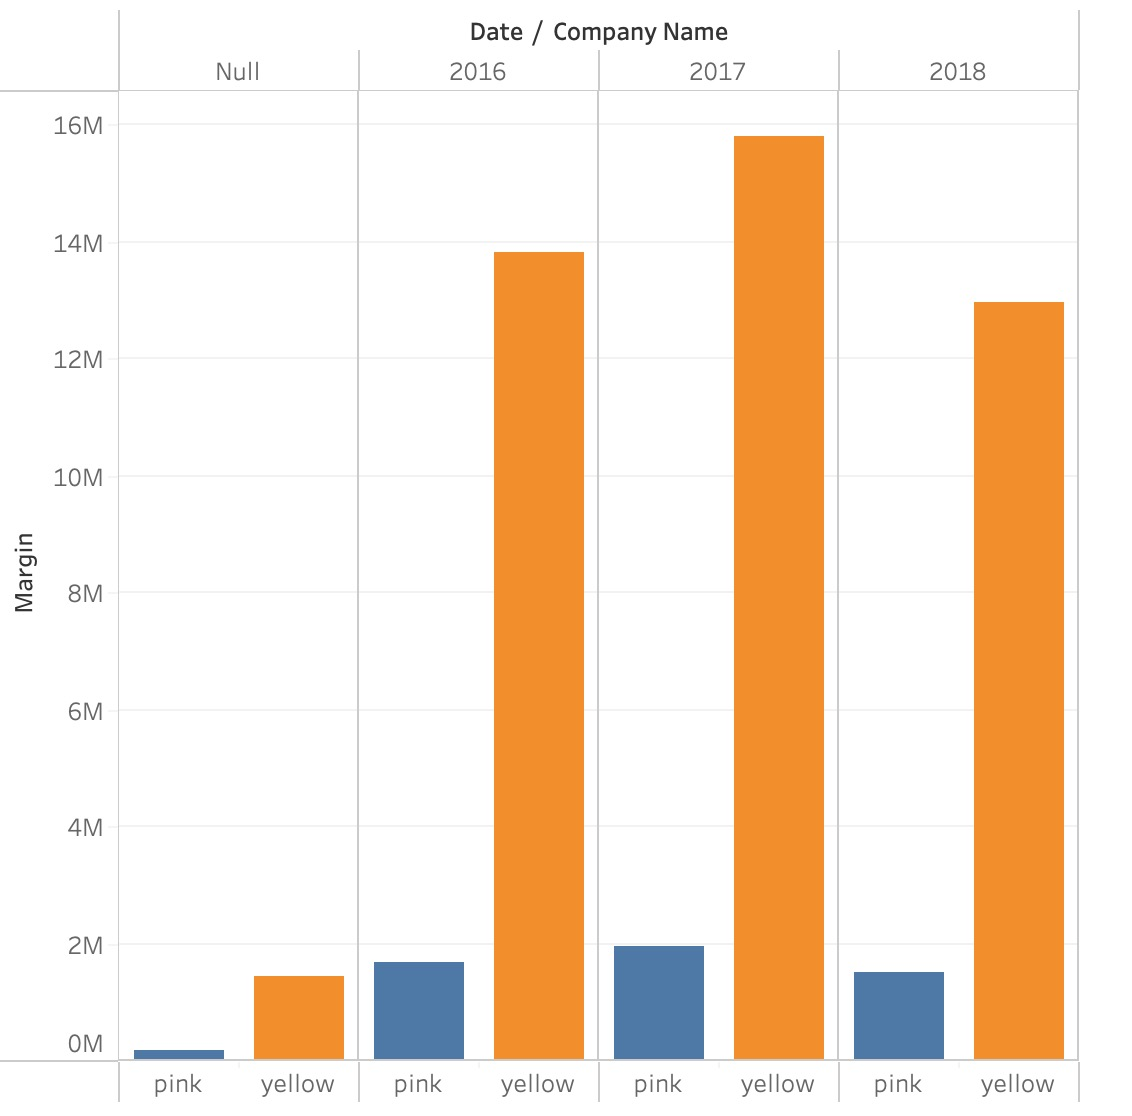 Date / Company Name
Null 2016 2017 2018
16M
14M
12M
10M
8M
6M
4M
2M
0M
Margin
pink yellow pink yellow pink yellow pink yellow